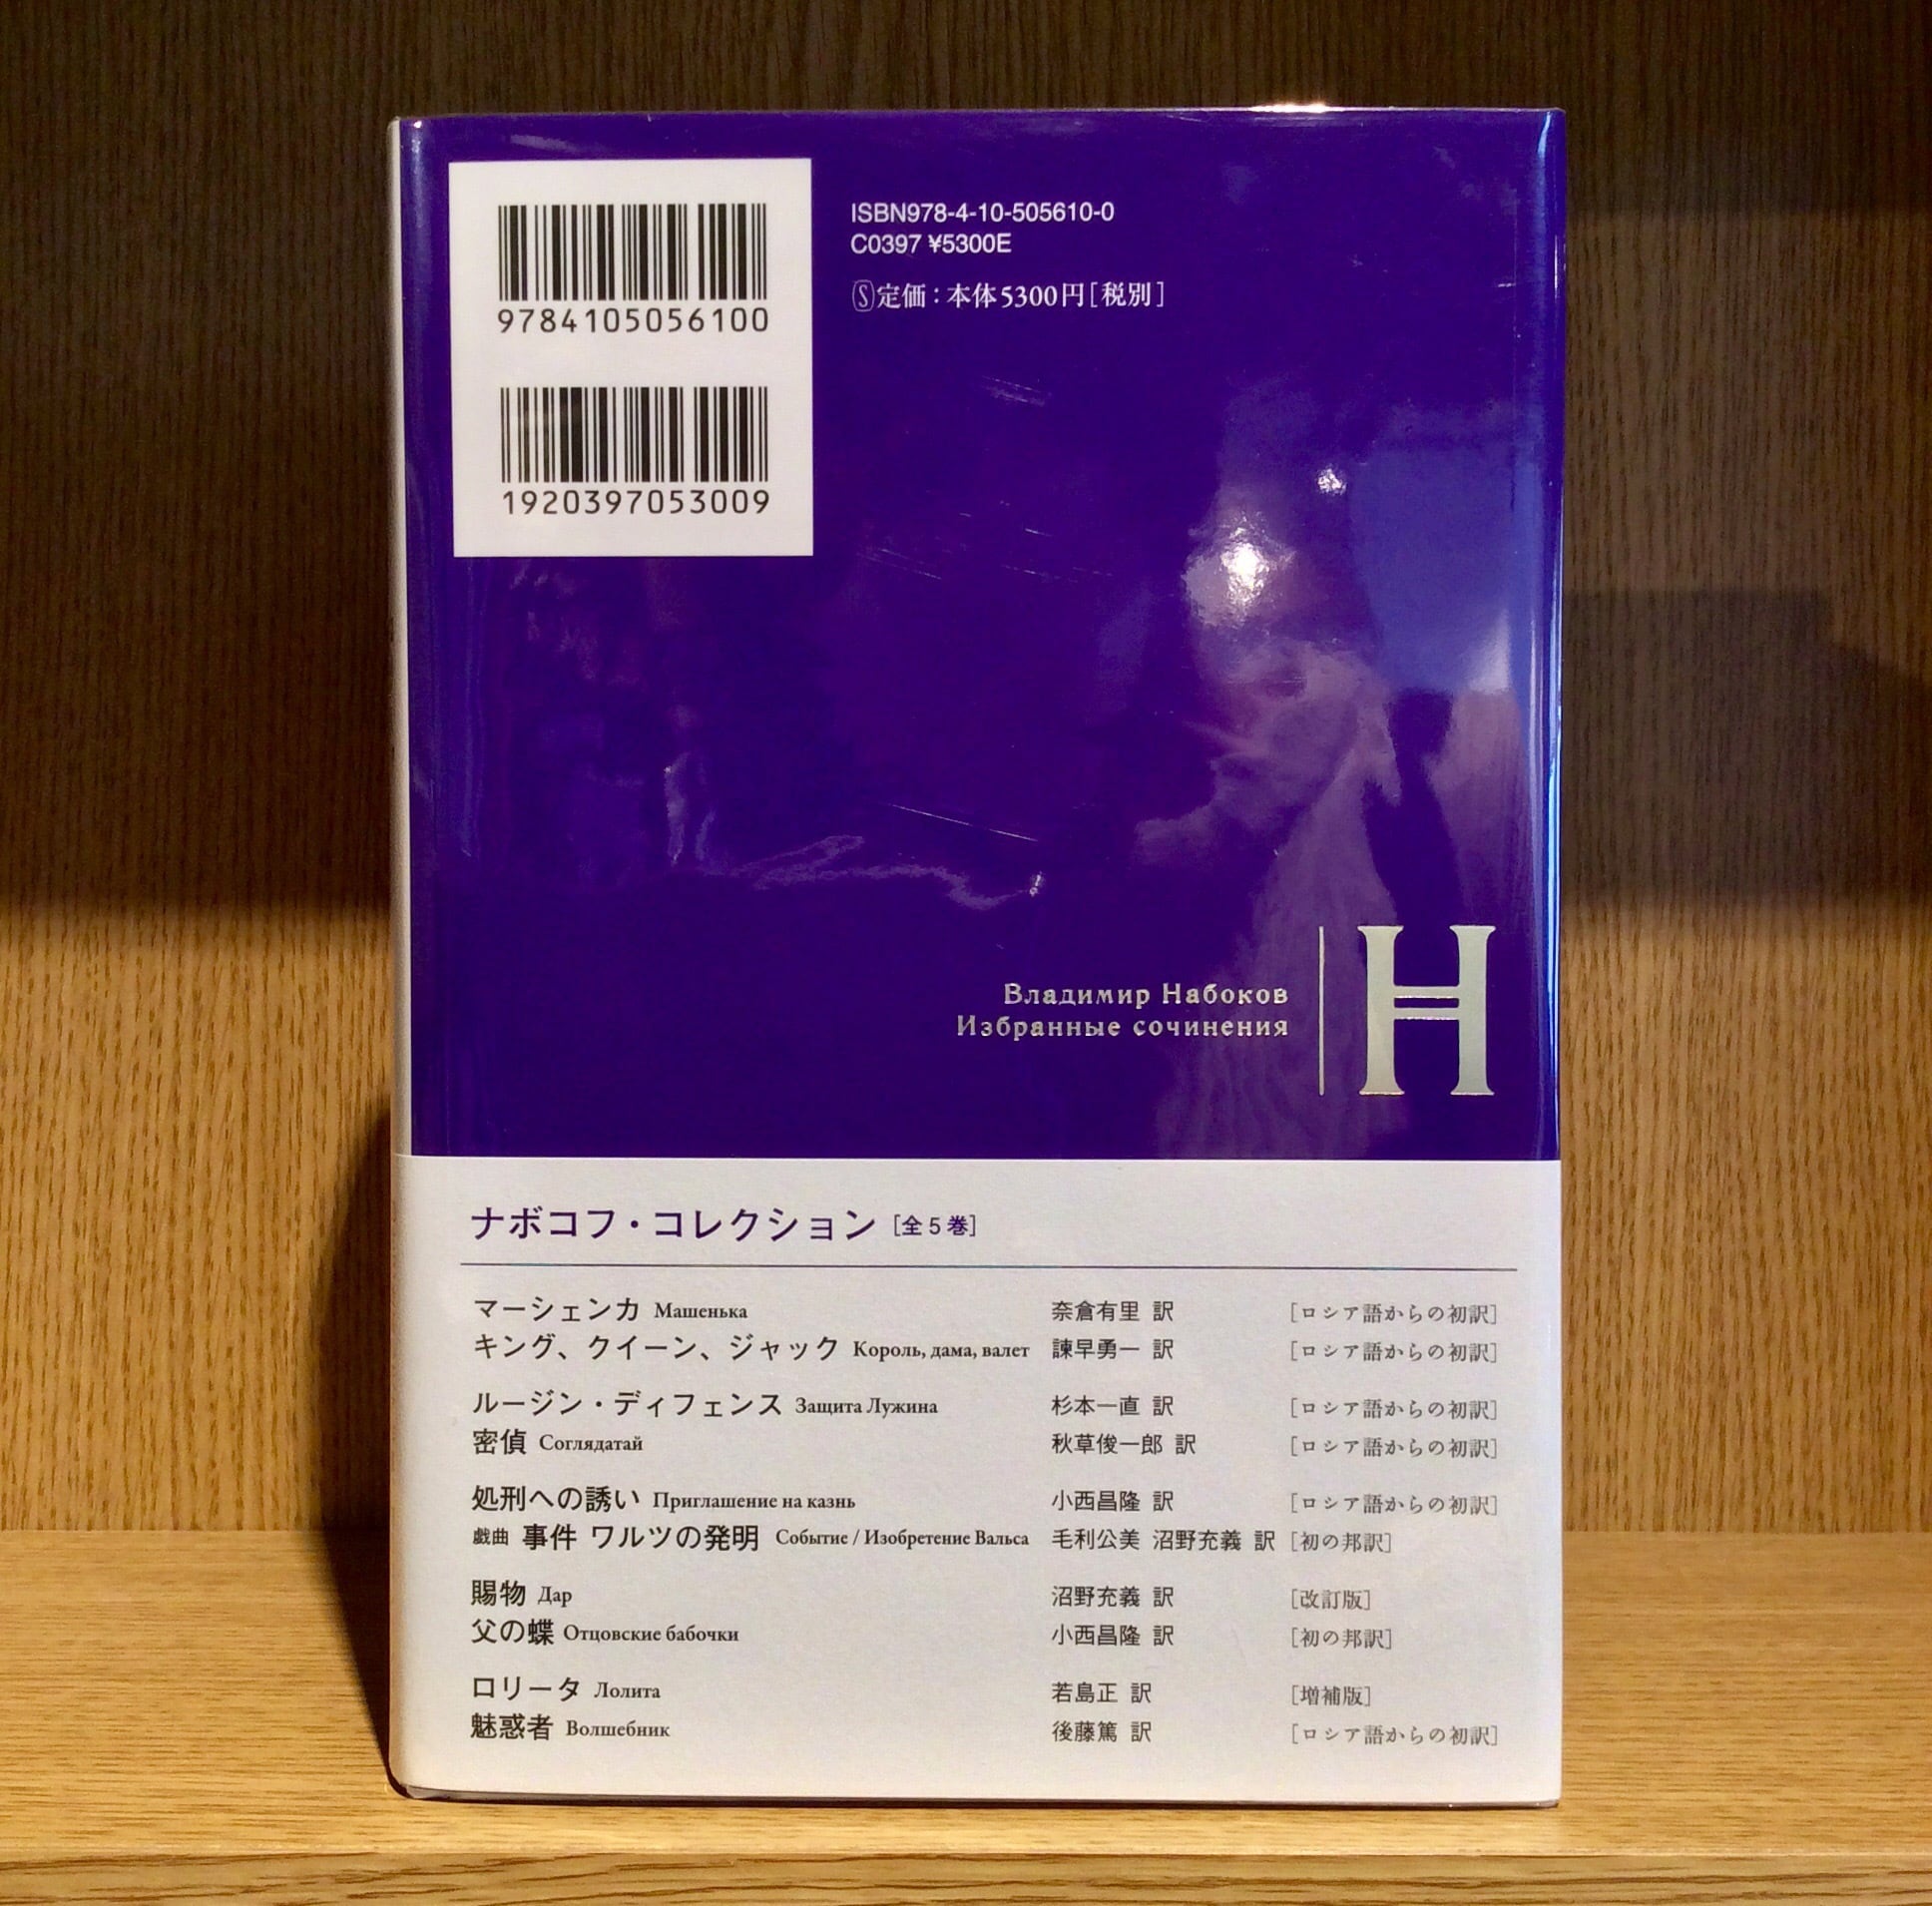 9784105056100
1920397053009
ISBN978-4-10-505610-0
C0397 ¥5300E
Ⓢ定価：本体5300円[税別]
Владимир Набоков
Избранные сочинения
Н
ナボコフ・コレクション [全5巻]
マーシェンカ Машенька 奈倉有里 訳 [ロシア語からの初訳]
キング、クイーン、ジャック Король, дама, валет 諫早勇一 訳 [ロシア語からの初訳]
ルージン・ディフェンス Защита Лужина 杉本一直 訳 [ロシア語からの初訳]
密偵 Соглядатай 秋草俊一郎 訳 [ロシア語からの初訳]
処刑への誘い Приглашение на казнь 小西昌隆 訳 [ロシア語からの初訳]
戯曲 事件 ワルツの発明 Событие / Изобретение Вальса 毛利公美 沼野充義 訳 [初の邦訳]
賜物 Дар 沼野充義 訳 [改訂版]
父の蝶 Отцовские бабочки 小西昌隆 訳 [初の邦訳]
ロリータ Лолита 若島正 訳 [増補版]
魅惑者 Волшебник 後藤篤 訳 [ロシア語からの初訳]